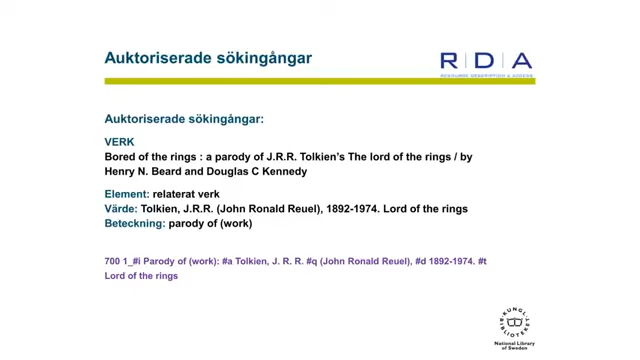 Auktoriserade sökingångar
R|D|A
RESOURCE DESCRIPTION & ACCESS
Auktoriserade sökingångar:
VERK
Bored of the rings : a parody of J.R.R. Tolkien's The lord of the rings / by
Henry N. Beard and Douglas C Kennedy
Element: relaterat verk
Värde: Tolkien, J.R.R. (John Ronald Reuel), 1892-1974. Lord of the rings
Beteckning: parody of (work)
700 1_#i Parody of (work): #a Tolkien, J. R. R. #q (John Ronald Reuel), #d 1892-1974. #t
Lord of the rings
KUNGL. BIBLIOTEKET
National Library
of Sweden